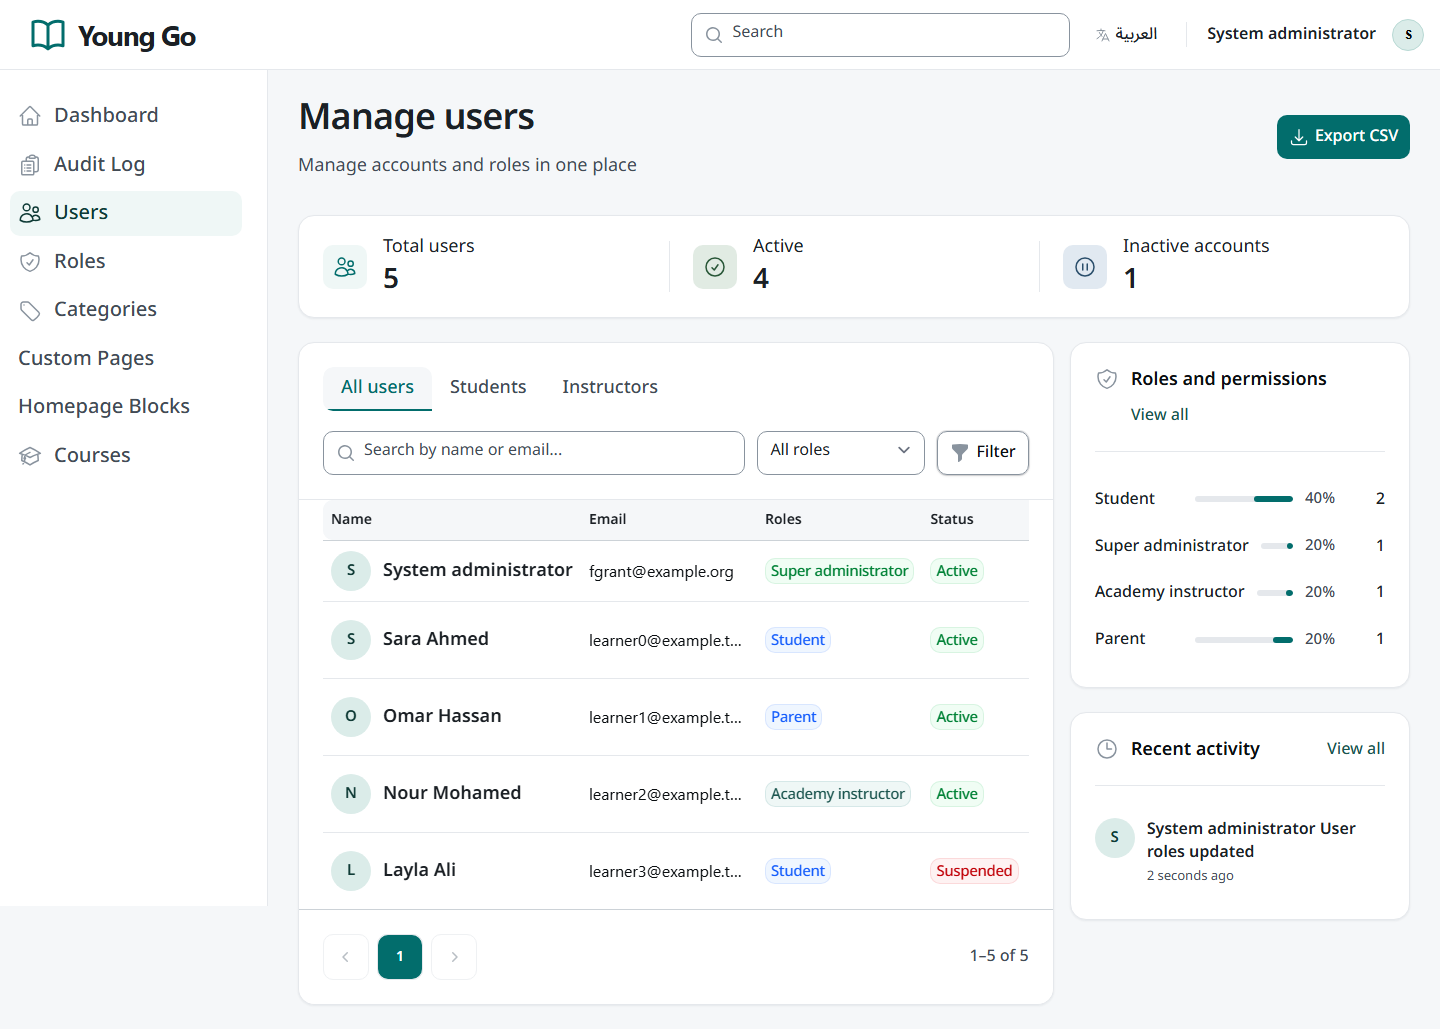 Young Go
Search
العربية
System administrator
S
Dashboard
Audit Log
Users
Roles
Categories
Custom Pages
Homepage Blocks
Courses
Manage users
Manage accounts and roles in one place
Export CSV
Total users
5
Active
4
Inactive accounts
1
All users
Students
Instructors
Search by name or email...
All roles
Filter
Name Email Roles Status
S System administrator fgrant@example.org Super administrator Active
S Sara Ahmed learner0@example.t... Student Active
O Omar Hassan learner1@example.t... Parent Active
N Nour Mohamed learner2@example.t... Academy instructor Active
L Layla Ali learner3@example.t... Student Suspended
1
1–5 of 5
Roles and permissions
View all
Student 40% 2
Super administrator 20% 1
Academy instructor 20% 1
Parent 20% 1
Recent activity
View all
S
System administrator User
roles updated
2 seconds ago